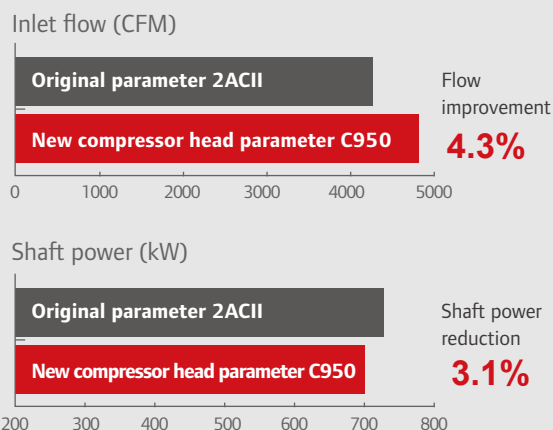 Inlet flow (CFM)
Original parameter 2ACII
New compressor head parameter C950
Flow
improvement
4.3%
0 1000 2000 3000 4000 5000
Shaft power (kW)
Original parameter 2ACII
New compressor head parameter C950
Shaft power
reduction
3.1%
200 300 400 500 600 700 800